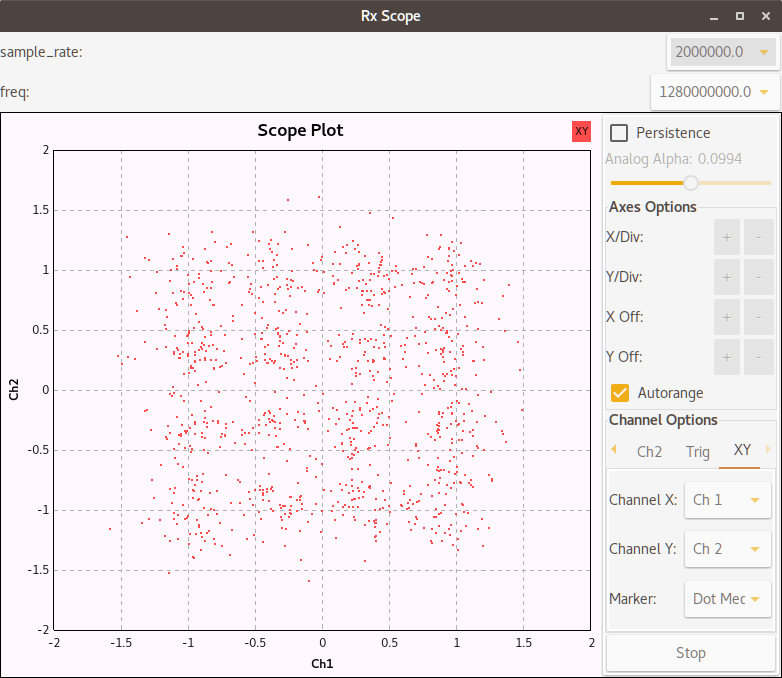 Rx Scope
sample_rate: 2000000.0
freq: 1280000000.0
Scope Plot
XY
2
1.5
1
0.5
0
-0.5
-1
-1.5
-2
Ch2
-2 -1.5 -1 -0.5 0 0.5 1 1.5 2
Ch1
Persistence
Analog Alpha: 0.0994
Axes Options
X/Div: + -
Y/Div: + -
X Off: + -
Y Off: + -
Autorange
Channel Options
Ch2 Trig XY
Channel X: Ch 1
Channel Y: Ch 2
Marker: Dot Mec
Stop